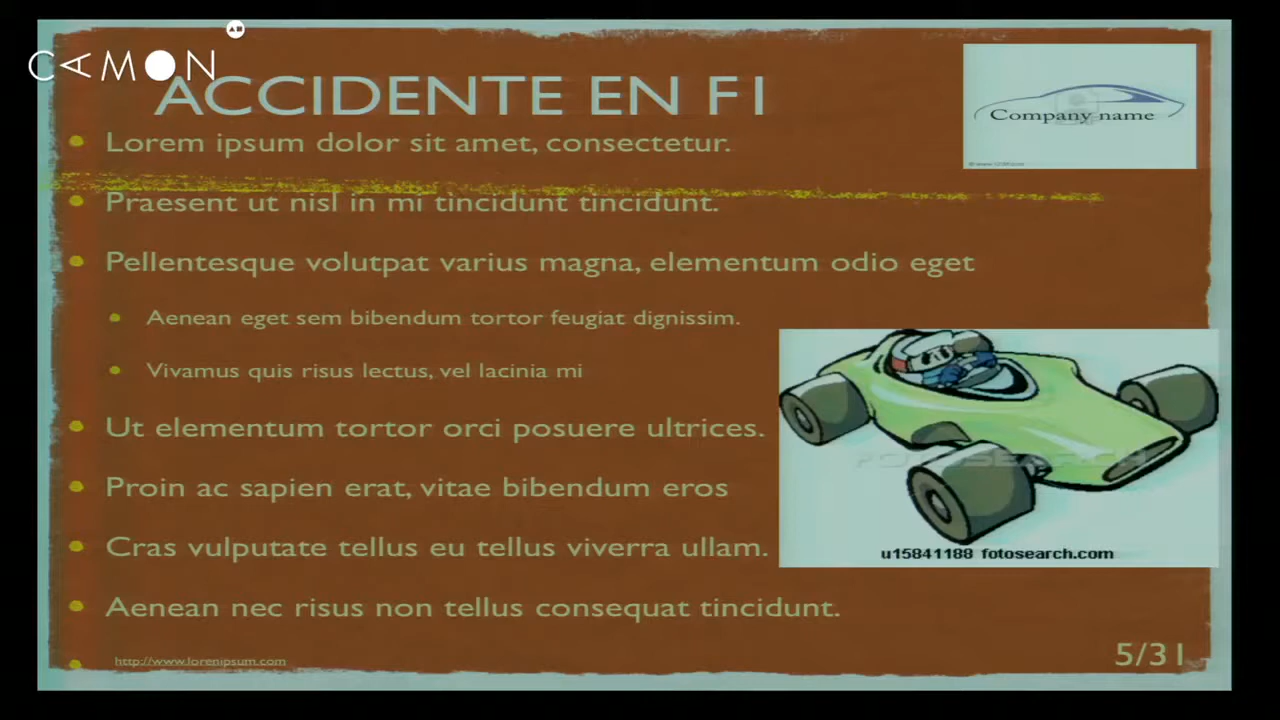 CAMON
ACCIDENTE EN F1
Company name
Lorem ipsum dolor sit amet, consectetur.
Praesent ut nisl in mi tincidunt tincidunt.
Pellentesque volutpat varius magna, elementum odio eget
Aenean eget sem bibendum tortor feugiat dignissim.
Vivamus quis risus lectus, vel lacinia mi
Ut elementum tortor orci posuere ultrices.
Proin ac sapien erat, vitae bibendum eros
FOTOSEARCH
Cras vulputate tellus eu tellus viverra ullam.
u15841188 fotosearch.com
Aenean nec risus non tellus consequat tincidunt.
http://www.lorenipsum.com
5/31